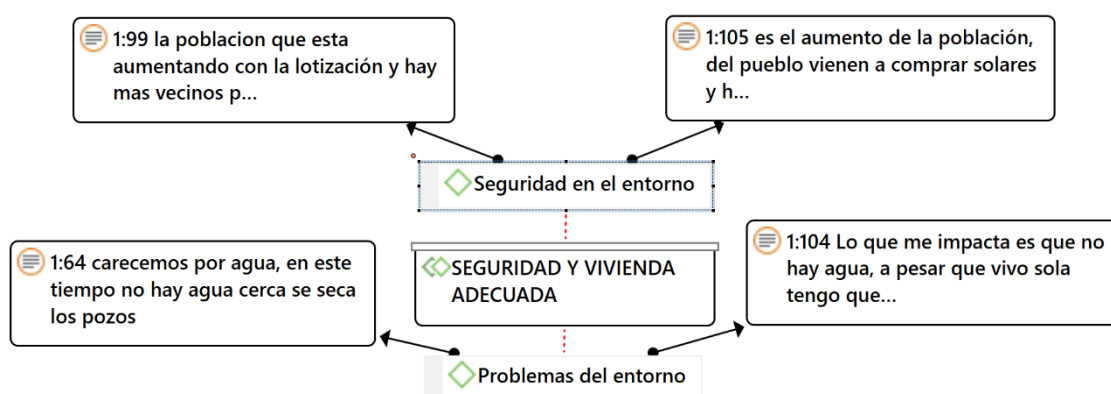 1:99 la poblacion que esta
aumentando con la lotización y hay
mas vecinos p...
1:105 es el aumento de la población,
del pueblo vienen a comprar solares
y h...
Seguridad en el entorno
1:64 carecemos por agua, en este
tiempo no hay agua cerca se seca
los pozos
SEGURIDAD Y VIVIENDA
ADECUADA
1:104 Lo que me impacta es que no
hay agua, a pesar que vivo sola
tengo que...
Problemas del entorno